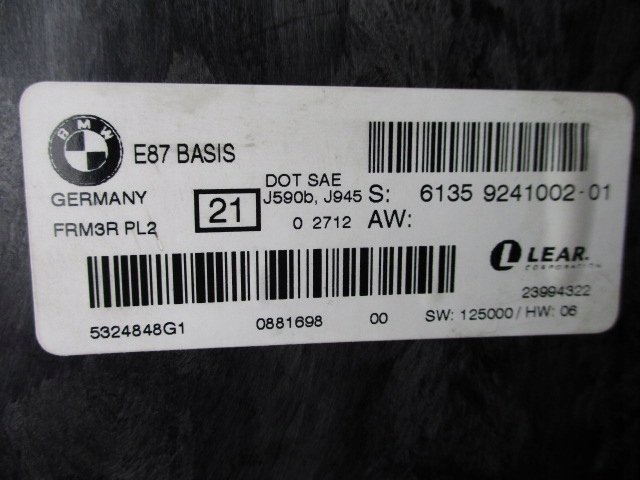 BMW
E87 BASIS
GERMANY
FRM3R PL2
21
DOT SAE
J590b, J945
0 2712
S: 6135 9241002-01
AW:
LEAR.
CORPORATION
23994322
5324848G1 0881698 00 SW: 125000 / HW: 06